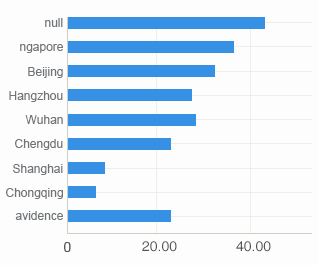 null
ngapore
Beijing
Hangzhou
Wuhan
Chengdu
Shanghai
Chongqing
avidence
0 20.00 40.00